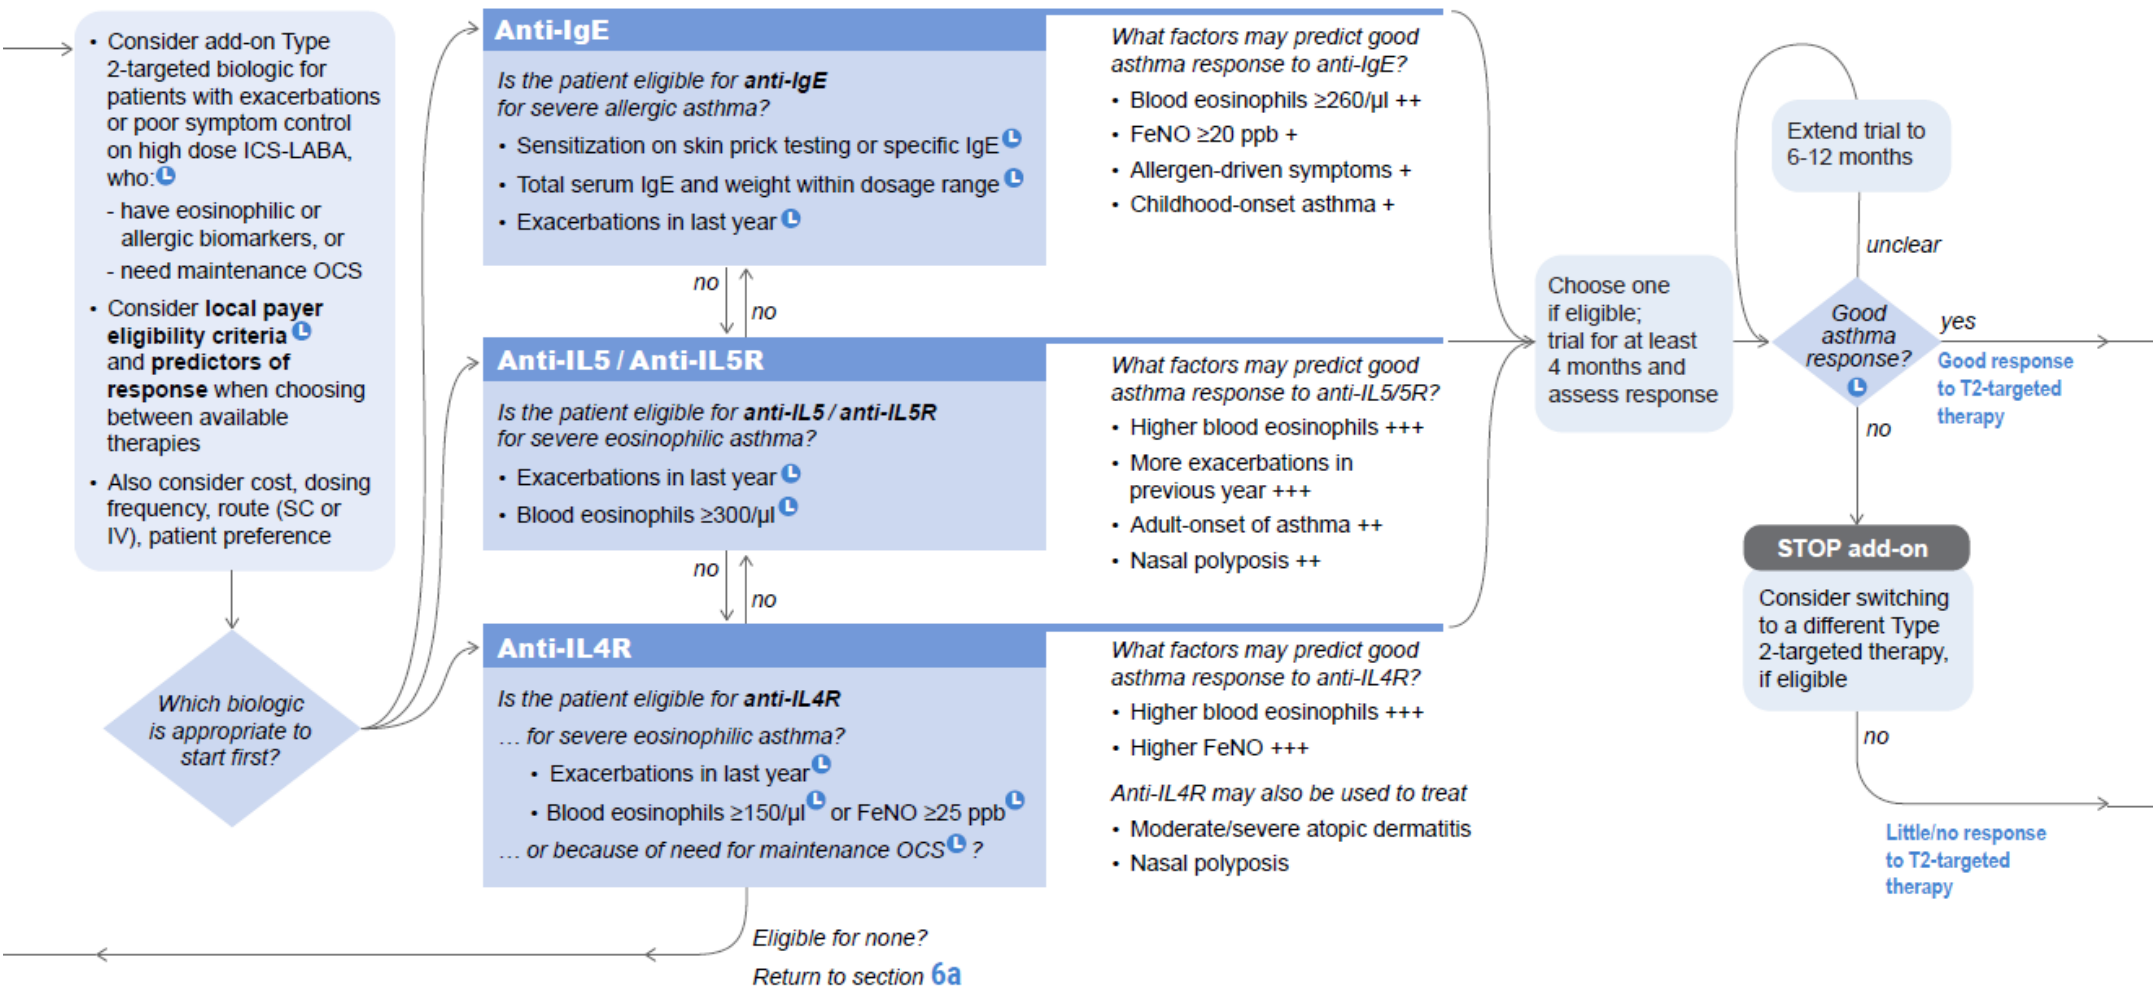 • Consider add-on Type
2-targeted biologic for
patients with exacerbations
or poor symptom control
on high dose ICS-LABA,
who: L
- have eosinophilic or
allergic biomarkers, or
- need maintenance OCS
• Consider local payer
eligibility criteria L
and predictors of
response when choosing
between available
therapies
• Also consider cost, dosing
frequency, route (SC or
IV), patient preference
Which biologic
is appropriate to
start first?
Anti-IgE
Is the patient eligible for anti-IgE
for severe allergic asthma?
• Sensitization on skin prick testing or specific IgE L
• Total serum IgE and weight within dosage range L
• Exacerbations in last year L
What factors may predict good
asthma response to anti-IgE?
• Blood eosinophils ≥260/µl ++
• FeNO ≥20 ppb +
• Allergen-driven symptoms +
• Childhood-onset asthma +
no
no
Anti-IL5 / Anti-IL5R
Is the patient eligible for anti-IL5 / anti-IL5R
for severe eosinophilic asthma?
• Exacerbations in last year L
• Blood eosinophils ≥300/µl L
What factors may predict good
asthma response to anti-IL5/5R?
• Higher blood eosinophils +++
• More exacerbations in
previous year +++
• Adult-onset of asthma ++
• Nasal polyposis ++
no
no
Anti-IL4R
Is the patient eligible for anti-IL4R
... for severe eosinophilic asthma?
• Exacerbations in last year L
• Blood eosinophils ≥150/µl L or FeNO ≥25 ppb L
... or because of need for maintenance OCS L ?
What factors may predict good
asthma response to anti-IL4R?
• Higher blood eosinophils +++
• Higher FeNO +++
Anti-IL4R may also be used to treat
• Moderate/severe atopic dermatitis
• Nasal polyposis
Eligible for none?
Return to section 6a
Choose one
if eligible;
trial for at least
4 months and
assess response
Extend trial to
6-12 months
unclear
Good
asthma
response?
L
yes
Good response
to T2-targeted
therapy
no
STOP add-on
Consider switching
to a different Type
2-targeted therapy,
if eligible
no
Little/no response
to T2-targeted
therapy